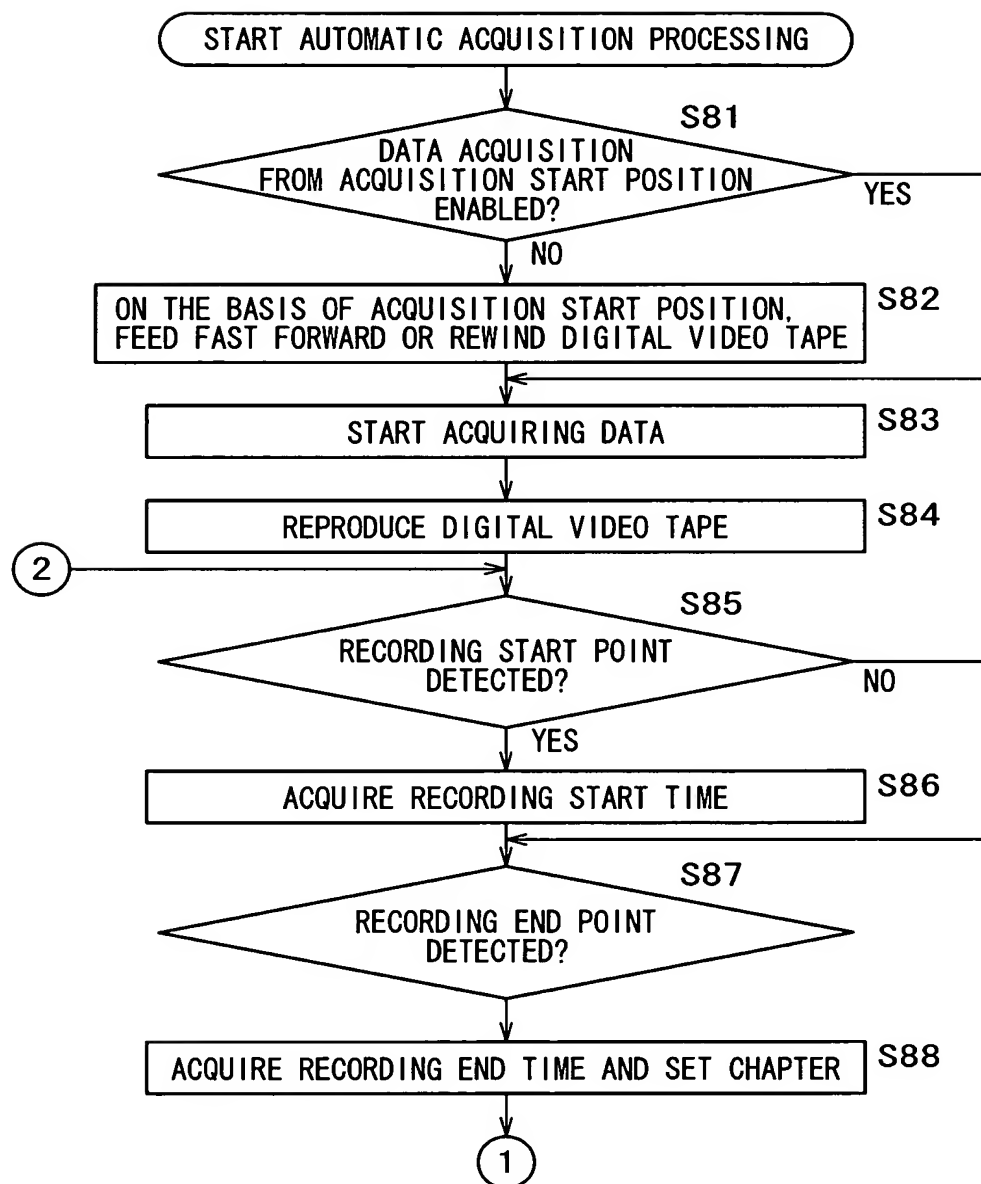 START AUTOMATIC ACQUISITION PROCESSING
S81
DATA ACQUISITION
FROM ACQUISITION START POSITION
ENABLED?
YES
NO
ON THE BASIS OF ACQUISITION START POSITION,
FEED FAST FORWARD OR REWIND DIGITAL VIDEO TAPE
S82
START ACQUIRING DATA
S83
REPRODUCE DIGITAL VIDEO TAPE
S84
2
S85
RECORDING START POINT
DETECTED?
NO
YES
ACQUIRE RECORDING START TIME
S86
S87
RECORDING END POINT
DETECTED?
ACQUIRE RECORDING END TIME AND SET CHAPTER
S88
1